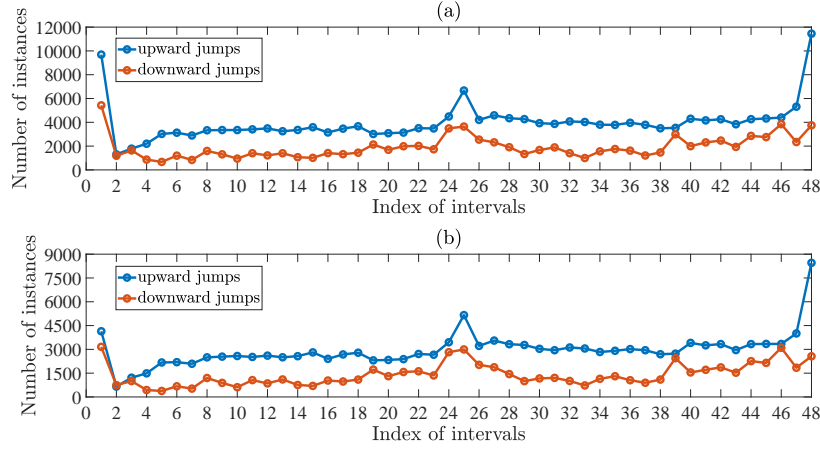 (a)
Number of instances
12000
10000
8000
6000
4000
2000
0
upward jumps
downward jumps
0 2 4 6 8 10 12 14 16 18 20 22 24 26 28 30 32 34 36 38 40 42 44 46 48
Index of intervals
(b)
Number of instances
9000
7500
6000
4500
3000
1500
0
upward jumps
downward jumps
0 2 4 6 8 10 12 14 16 18 20 22 24 26 28 30 32 34 36 38 40 42 44 46 48
Index of intervals